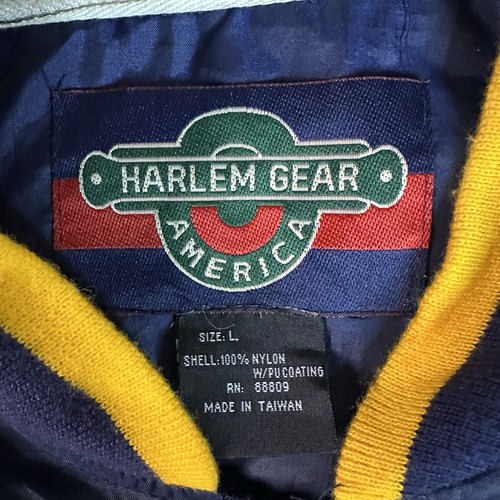 HARLEM GEAR
AMERICA
SIZE: L.
SHELL:100% NYLON
W/PU COATING
RN: 88809
MADE IN TAIWAN